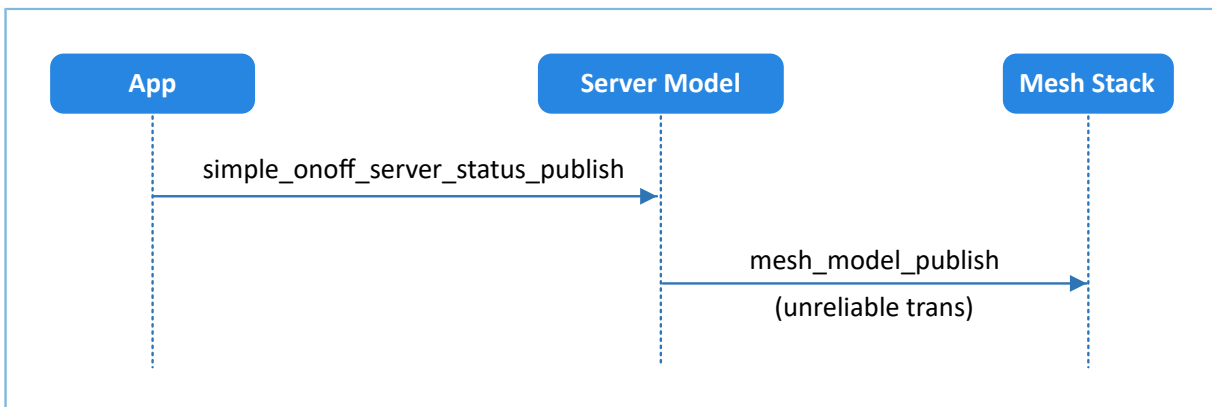 App
Server Model
Mesh Stack
simple_onoff_server_status_publish
mesh_model_publish
(unreliable trans)